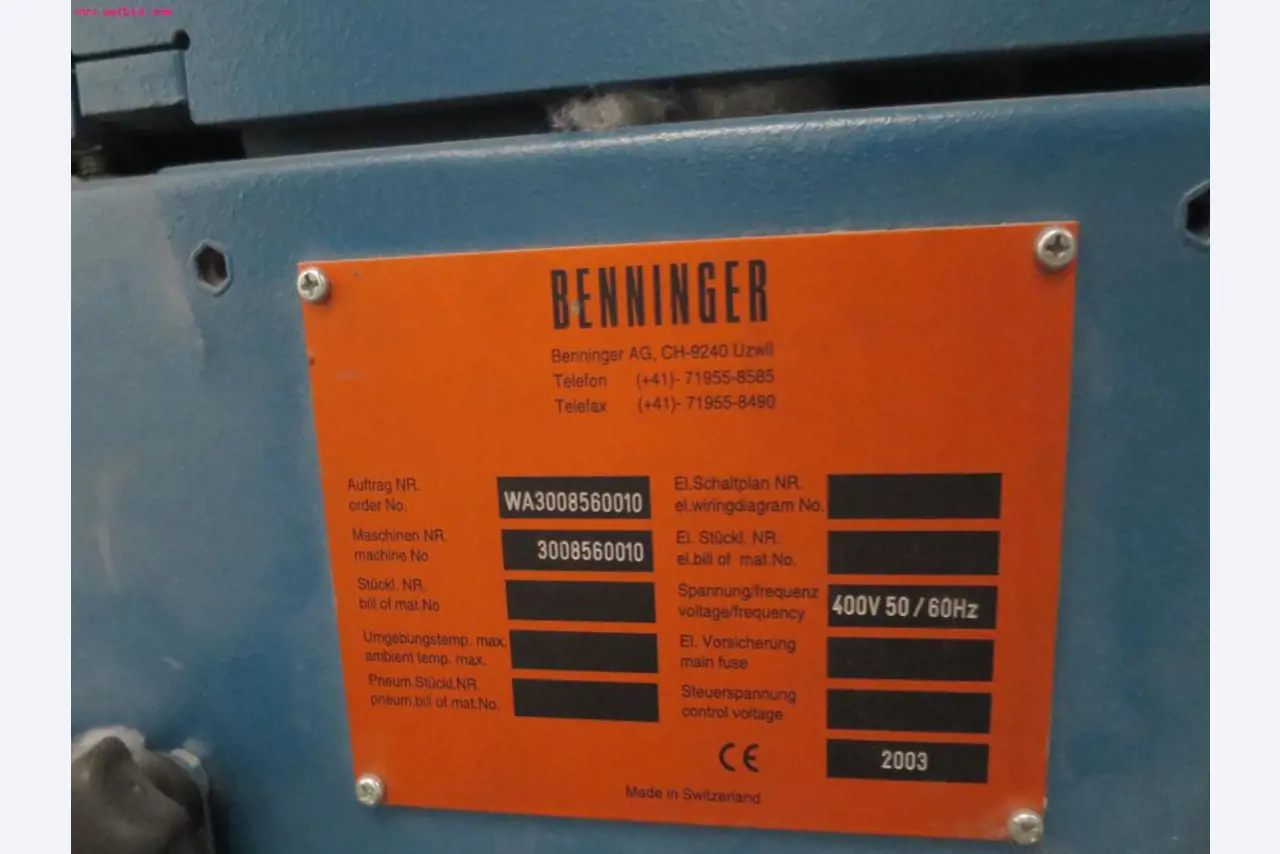 BENNINGER
Benninger AG, CH-9240 Uzwil
Telefon (+41)- 71955-8585
Telefax (+41)- 71955-8490
Auftrag NR.
order No.
WA3008560010
Maschinen NR.
machine No
3008560010
Stückl. NR.
bill of mat.No
Umgebungstemp. max.
ambient temp. max.
Pneum.Stückl.NR.
pneum.bill of mat.No.
El.Schaltplan NR.
el.wiringdiagram No.
El. Stückl. NR.
el.bill of mat.No.
Spannung/frequenz
voltage/frequency
400V 50/60Hz
El. Vorsicherung
main fuse
Steuerspannung
control voltage
CE
2003
Made in Switzerland